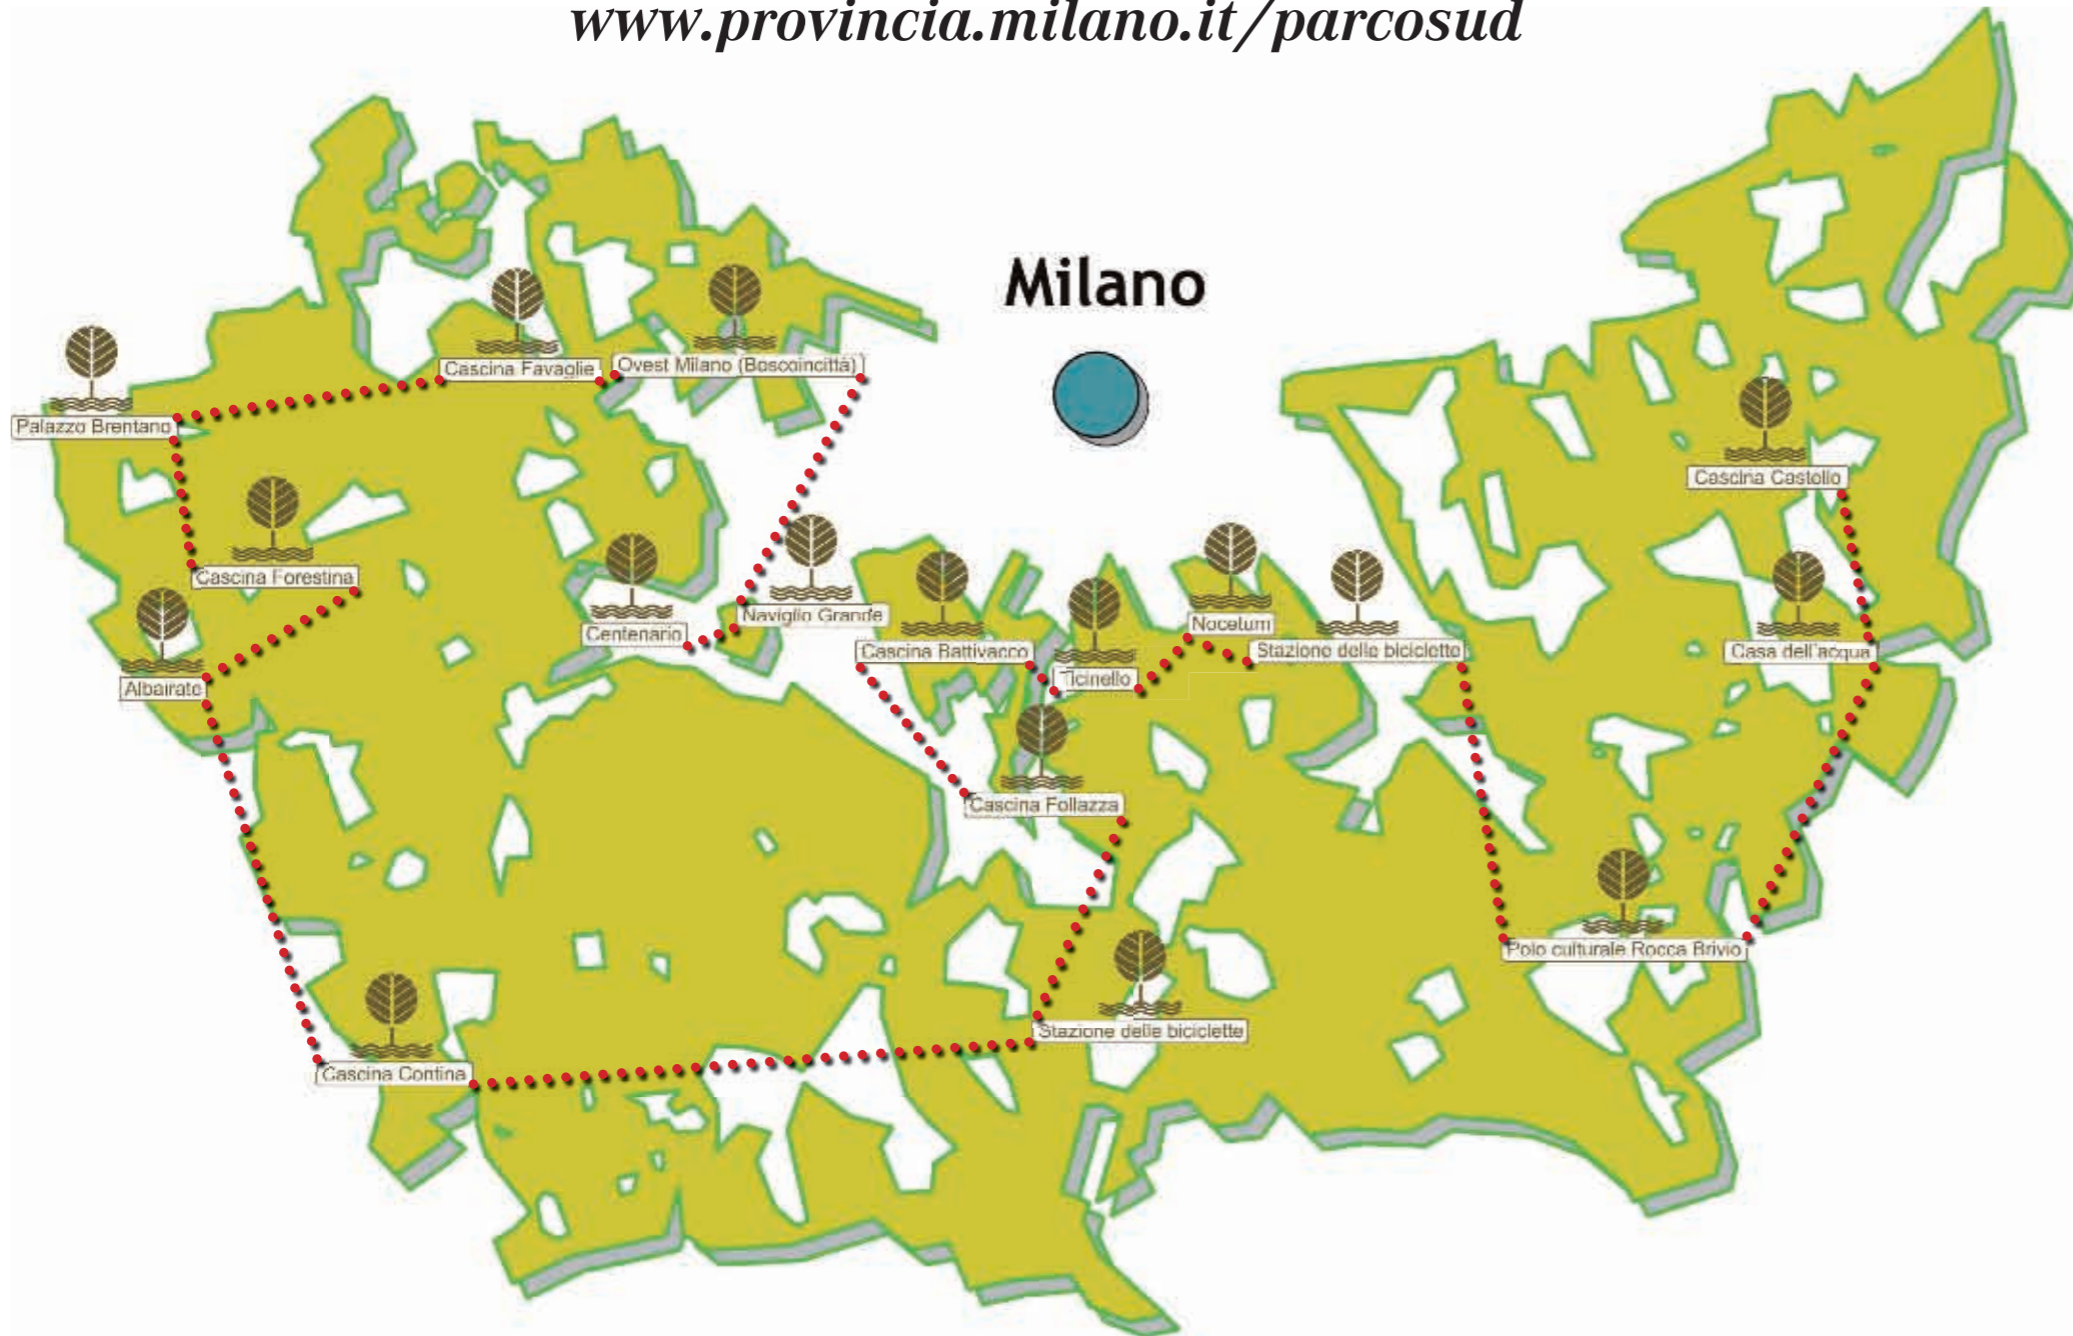 www.provincia.milano.it/parcosud
Milano
Cascina Favaglie
Ovest Milano (Boscoincittà)
Palazzo Brentano
Cascina Castello
Cascina Forestina
Naviglio Grande
Nocetum
Centenario
Cascina Battivacco
Stazione delle biciclette
Casa dell'acqua
Ticinello
Albairate
Cascina Follazza
Polo culturale Rocca Brivio
Stazione delle biciclette
Cascina Contina